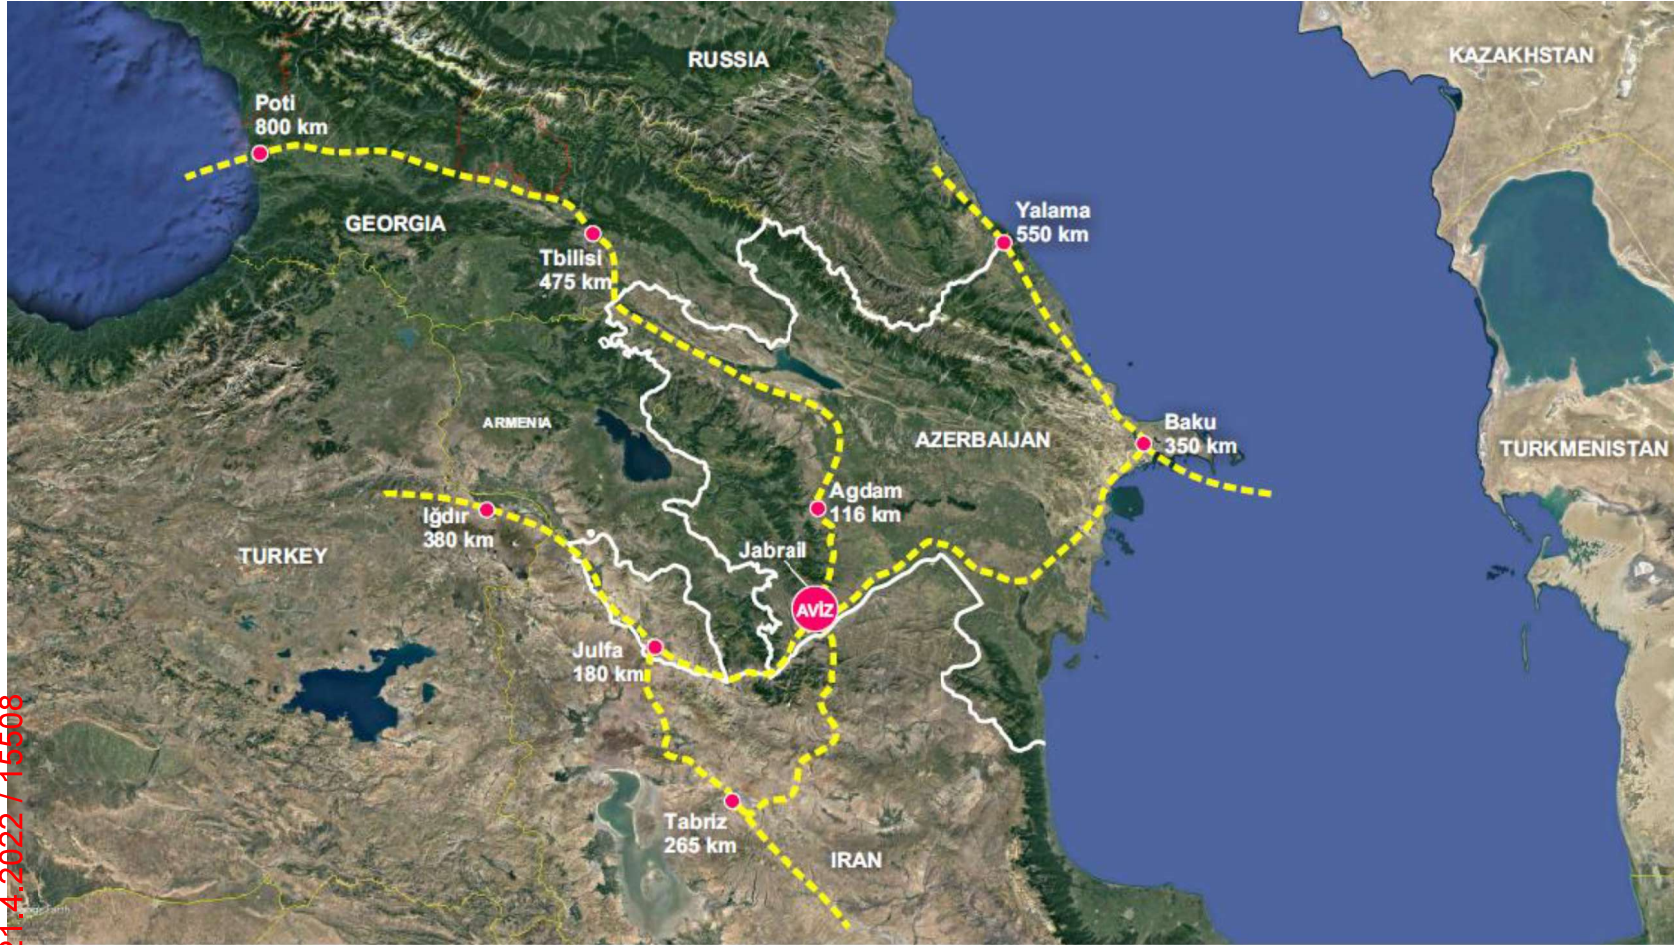 RUSSIA
KAZAKHSTAN
Poti
800 km
GEORGIA
Yalama
550 km
Tbilisi
475 km
ARMENIA
AZERBAIJAN
Baku
350 km
TURKMENISTAN
Agdam
116 km
Iğdır
380 km
TURKEY
Jabrail
AVİZ
Julfa
180 km
Tabriz
265 km
IRAN
21.4.2022 / 15508